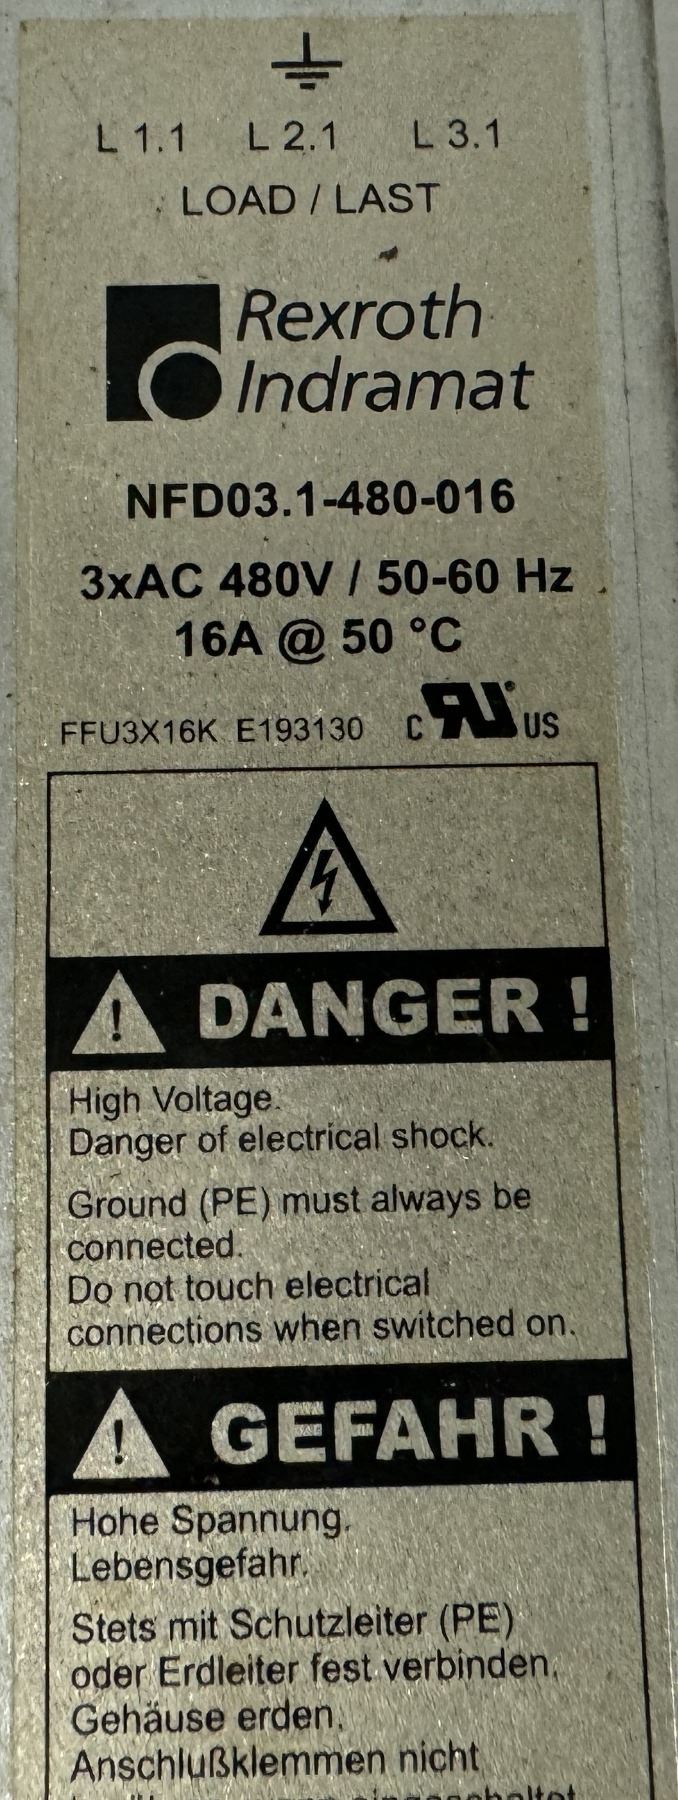 L 1.1 L 2.1 L 3.1
LOAD / LAST
Rexroth
Indramat
NFD03.1-480-016
3xAC 480V / 50-60 Hz
16A @ 50 °C
FFU3X16K E193130 C RU US
DANGER !
High Voltage.
Danger of electrical shock.
Ground (PE) must always be
connected.
Do not touch electrical
connections when switched on.
GEFAHR !
Hohe Spannung.
Lebensgefahr.
Stets mit Schutzleiter (PE)
oder Erdleiter fest verbinden.
Gehäuse erden.
Anschlußklemmen nicht